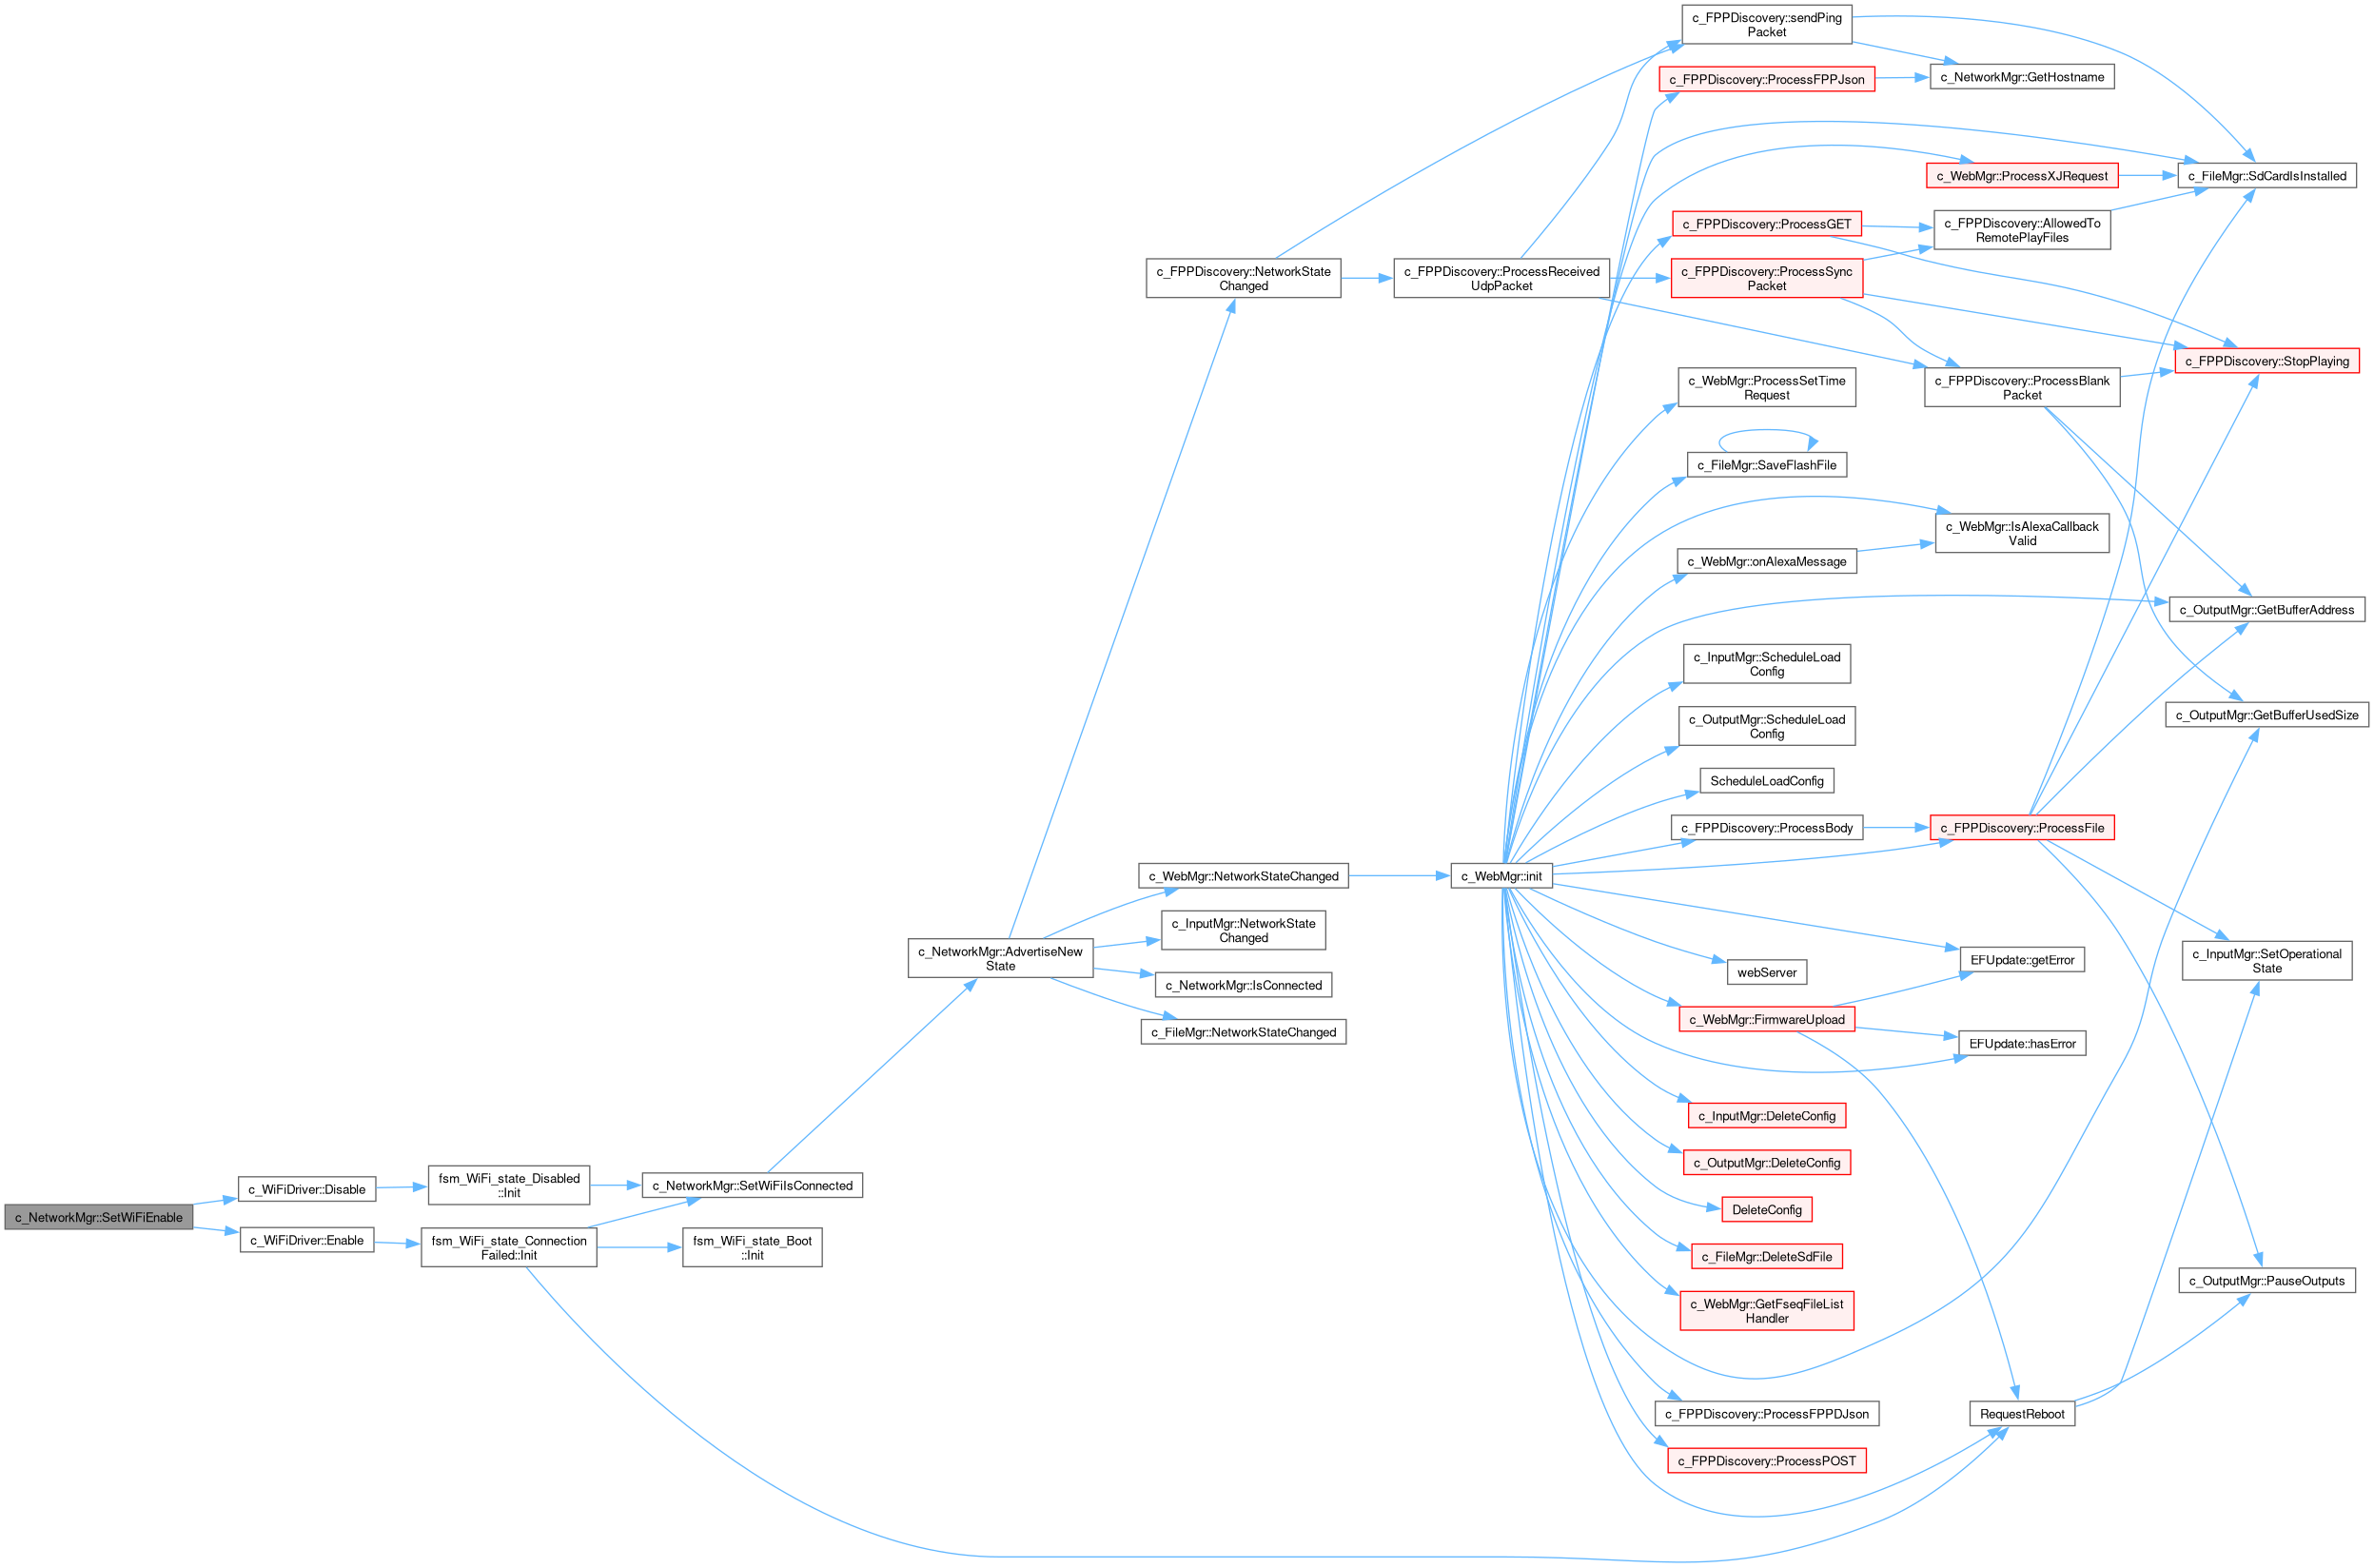 c_FPPDiscovery::sendPing
Packet
c_NetworkMgr::GetHostname
c_FPPDiscovery::ProcessFPPJson
c_WebMgr::ProcessXJRequest
c_FileMgr::SdCardIsInstalled
c_FPPDiscovery::ProcessGET
c_FPPDiscovery::AllowedTo
RemotePlayFiles
c_FPPDiscovery::NetworkState
Changed
c_FPPDiscovery::ProcessReceived
UdpPacket
c_FPPDiscovery::ProcessSync
Packet
c_FPPDiscovery::StopPlaying
c_WebMgr::ProcessSetTime
Request
c_FPPDiscovery::ProcessBlank
Packet
c_FileMgr::SaveFlashFile
c_WebMgr::IsAlexaCallback
Valid
c_WebMgr::onAlexaMessage
c_OutputMgr::GetBufferAddress
c_InputMgr::ScheduleLoad
Config
c_OutputMgr::ScheduleLoad
Config
c_OutputMgr::GetBufferUsedSize
ScheduleLoadConfig
c_FPPDiscovery::ProcessBody
c_FPPDiscovery::ProcessFile
c_WebMgr::NetworkStateChanged
c_WebMgr::init
c_InputMgr::NetworkState
Changed
c_NetworkMgr::AdvertiseNew
State
c_NetworkMgr::IsConnected
c_FileMgr::NetworkStateChanged
webServer
EFUpdate::getError
c_InputMgr::SetOperational
State
c_WebMgr::FirmwareUpload
EFUpdate::hasError
c_InputMgr::DeleteConfig
c_OutputMgr::DeleteConfig
DeleteConfig
c_NetworkMgr::SetWiFiEnable
c_WiFiDriver::Disable
fsm_WiFi_state_Disabled
::Init
c_NetworkMgr::SetWiFiIsConnected
c_WiFiDriver::Enable
fsm_WiFi_state_Connection
Failed::Init
fsm_WiFi_state_Boot
::Init
c_FileMgr::DeleteSdFile
c_WebMgr::GetFseqFileList
Handler
c_OutputMgr::PauseOutputs
c_FPPDiscovery::ProcessFPPDJson
RequestReboot
c_FPPDiscovery::ProcessPOST